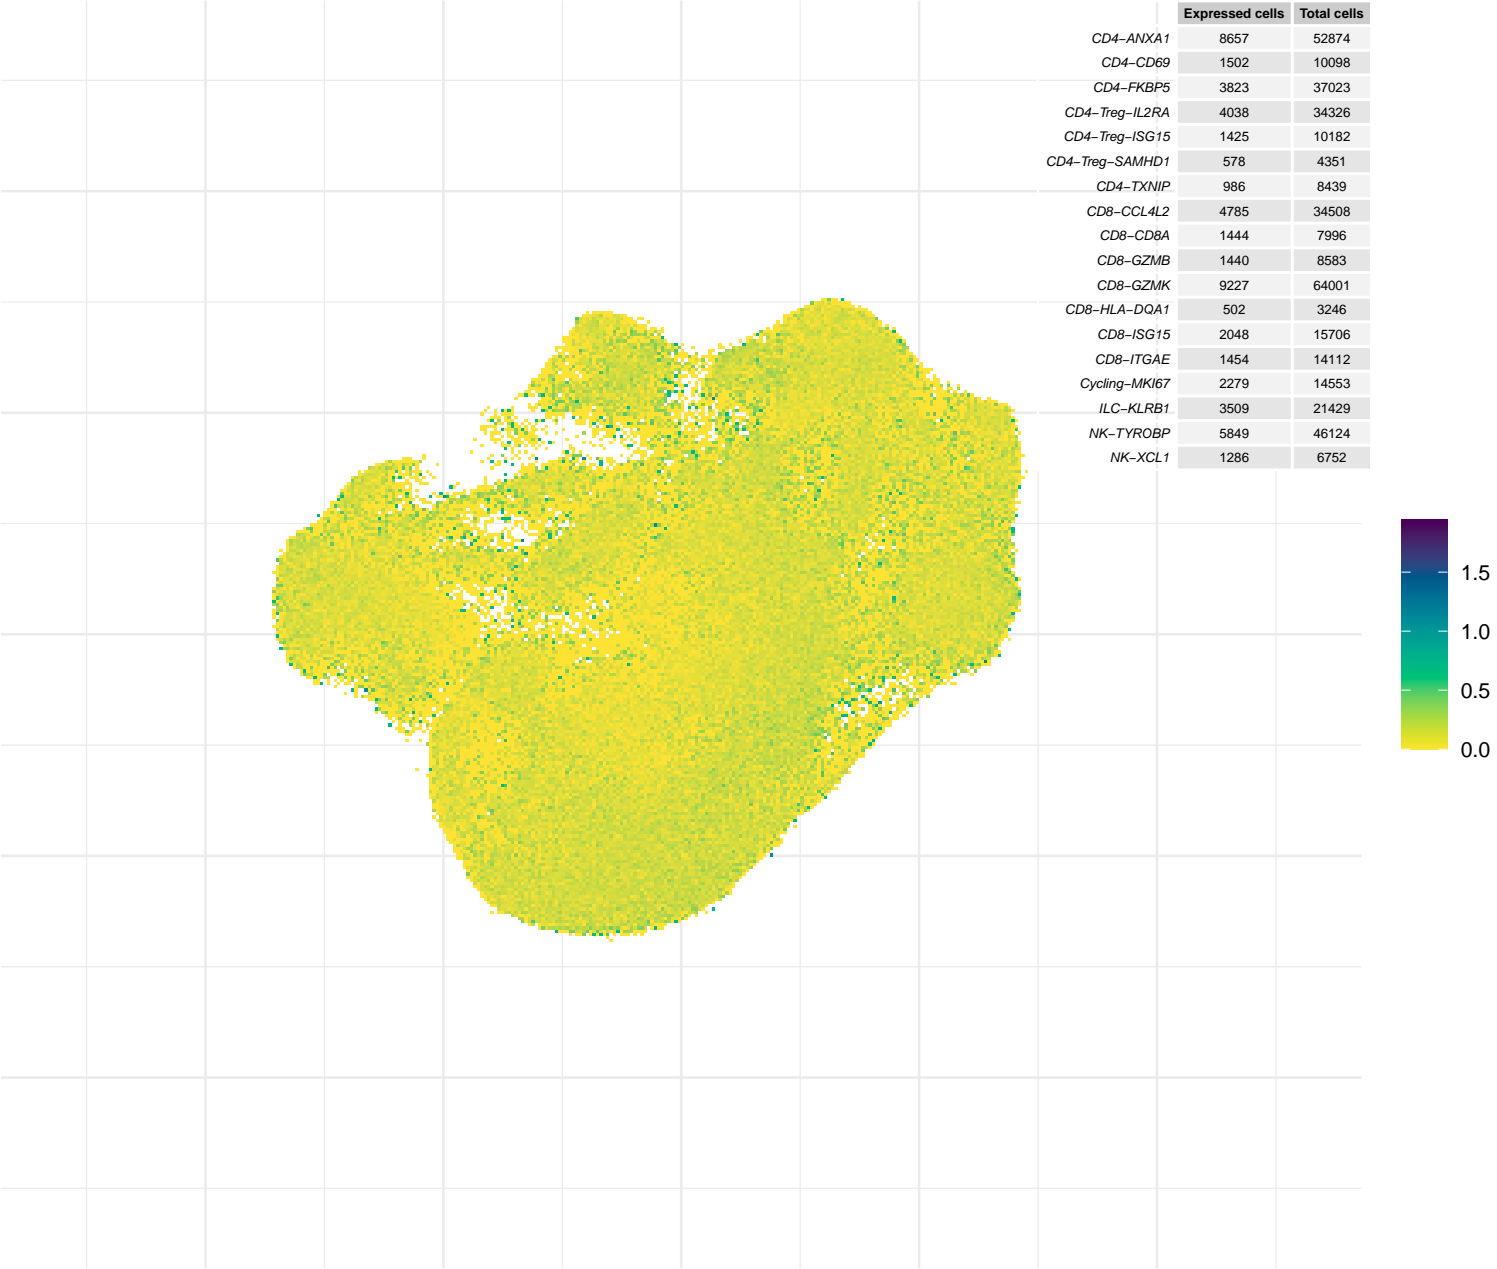 Expressed cells Total cells
CD4−ANXA1 8657 52874
CD4−CD69 1502 10098
CD4−FKBP5 3823 37023
CD4−Treg−IL2RA 4038 34326
CD4−Treg−ISG15 1425 10182
CD4−Treg−SAMHD1 578 4351
CD4−TXNIP 986 8439
CD8−CCL4L2 4785 34508
CD8−CD8A 1444 7996
CD8−GZMB 1440 8583
CD8−GZMK 9227 64001
CD8−HLA−DQA1 502 3246
CD8−ISG15 2048 15706
CD8−ITGAE 1454 14112
Cycling−MKI67 2279 14553
ILC−KLRB1 3509 21429
NK−TYROBP 5849 46124
NK−XCL1 1286 6752
1.5
1.0
0.5
0.0